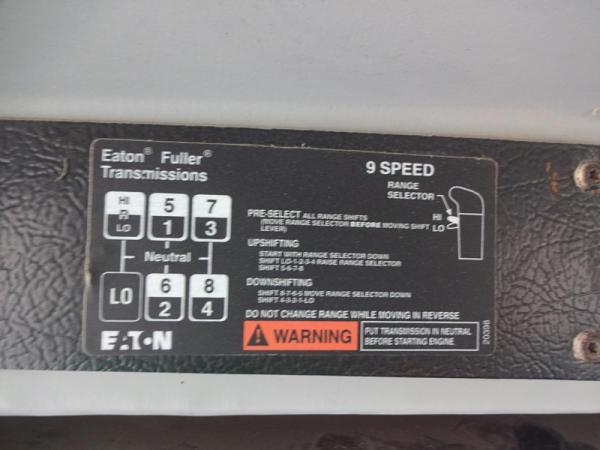 Eaton® Fuller®
Transmissions
9 SPEED
RANGE
SELECTOR
HI
R
LO
5
1
7
3
Neutral
LO
6
2
8
4
HI
LO
PRE-SELECT ALL RANGE SHIFTS
(MOVE RANGE SELECTOR BEFORE MOVING SHIFT
LEVER)
UPSHIFTING
START WITH RANGE SELECTOR DOWN
SHIFT LO-1-2-3-4 RAISE RANGE SELECTOR
SHIFT 5-6-7-8
DOWNSHIFTING
SHIFT 8-7-6-5 MOVE RANGE SELECTOR DOWN
SHIFT 4-3-2-1-LO
DO NOT CHANGE RANGE WHILE MOVING IN REVERSE
WARNING
PUT TRANSMISSION IN NEUTRAL
BEFORE STARTING ENGINE.
EATON
20398